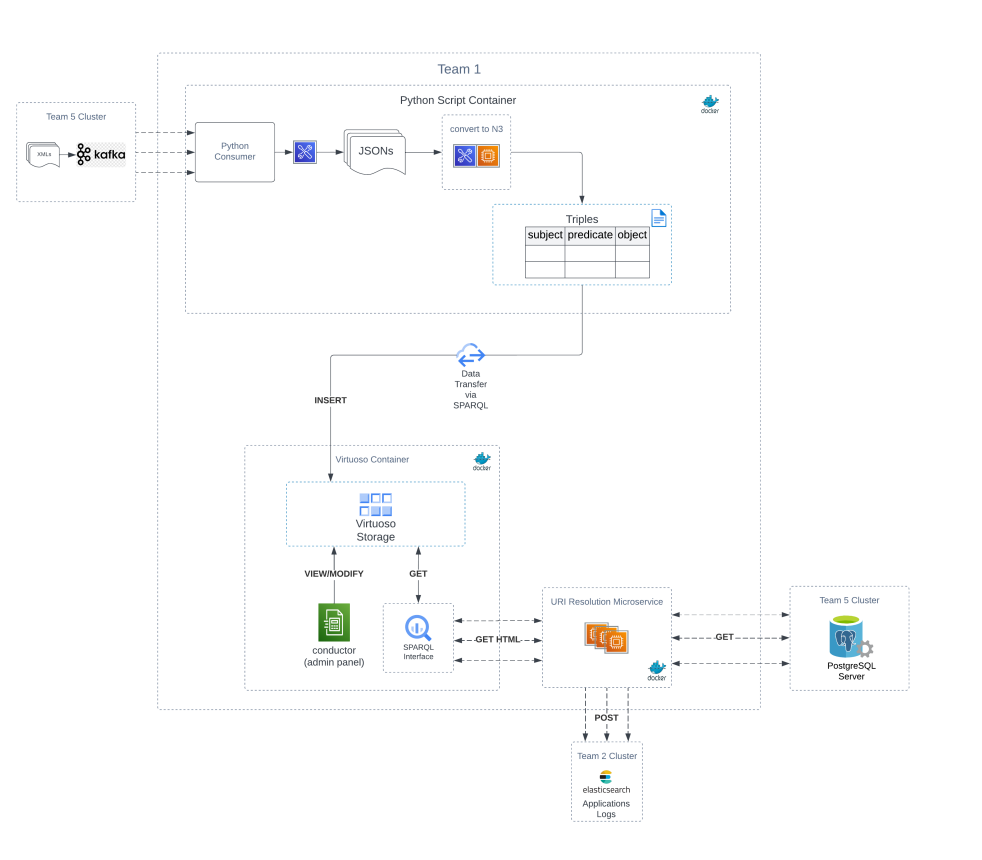 Team 1
Python Script Container
docker
Team 5 Cluster
XMLs
kafka
Python
Consumer
JSONs
convert to N3
Triples
subject predicate object
Data
Transfer
via
SPARQL
INSERT
Virtuoso Container
docker
Virtuoso
Storage
VIEW/MODIFY
GET
conductor
(admin panel)
SPARQL
Interface
GET HTML
URI Resolution Microservice
docker
GET
Team 5 Cluster
PostgreSQL
Server
POST
Team 2 Cluster
elasticsearch
Applications
Logs